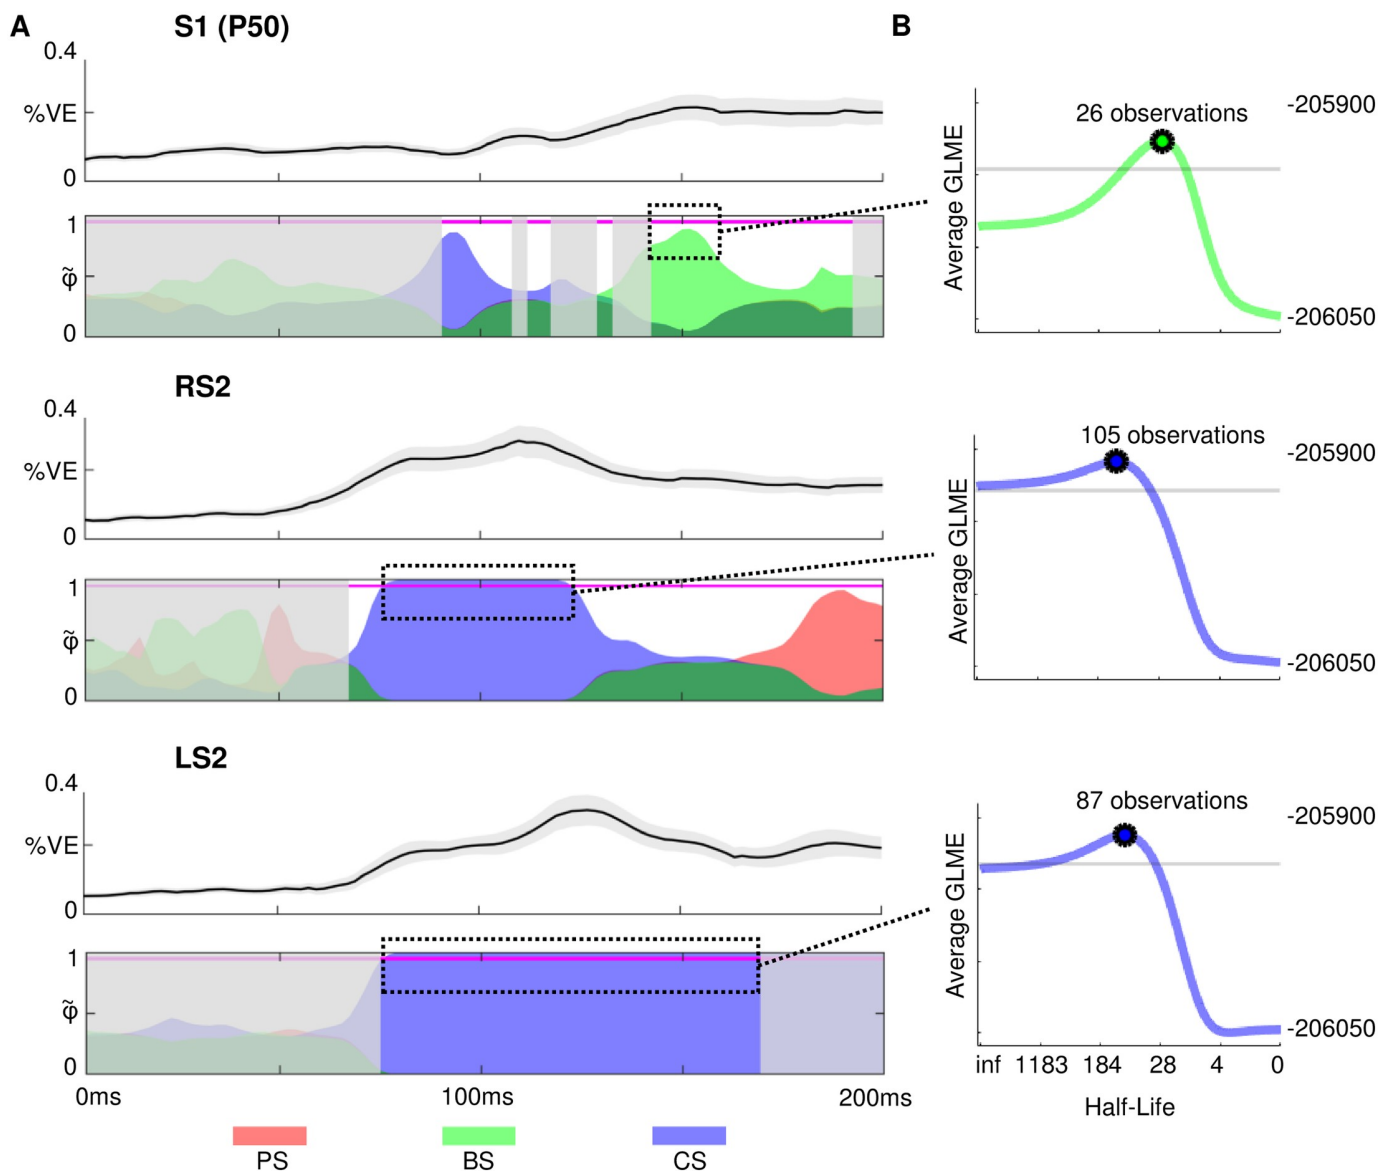 A
S1 (P50)
0.4
%VE
0
1
φ̃
0
RS2
0.4
%VE
0
1
φ̃
0
LS2
0.4
%VE
0
1
φ̃
0
0ms 100ms 200ms
PS BS CS
B
26 observations
-205900
Average GLME
-206050
105 observations
-205900
Average GLME
-206050
87 observations
-205900
Average GLME
-206050
inf 1183 184 28 4 0
Half-Life